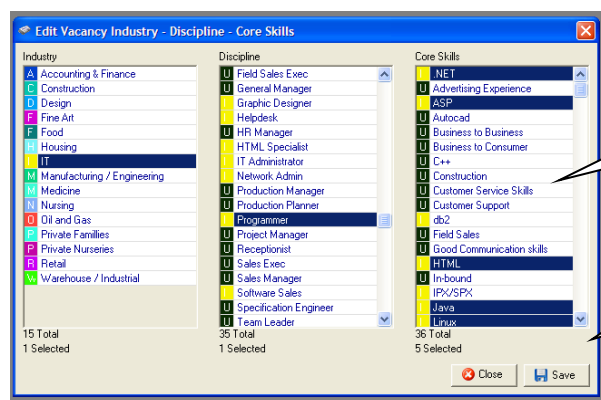 Edit Vacancy Industry - Discipline - Core Skills
Industry
A Accounting & Finance
C Construction
D Design
F Fine Art
F Food
H Housing
I IT
M Manufacturing / Engineering
M Medicine
N Nursing
O Oil and Gas
P Private Families
P Private Nurseries
R Retail
W Warehouse / Industrial
15 Total
1 Selected
Discipline
U Field Sales Exec
U General Manager
I Graphic Designer
I Helpdesk
U HR Manager
I HTML Specialist
I IT Administrator
I Network Admin
U Production Manager
U Production Planner
I Programmer
U Project Manager
U Receptionist
U Sales Exec
U Sales Manager
I Software Sales
U Specification Engineer
U Team Leader
35 Total
1 Selected
Core Skills
I .NET
U Advertising Experience
I ASP
U Autocad
U Business to Business
U Business to Consumer
U C++
U Construction
U Customer Service Skills
U Customer Support
I db2
U Field Sales
U Good Communication skills
I HTML
U In-bound
I IPX/SPX
I Java
I Linux
36 Total
5 Selected
Close
Save